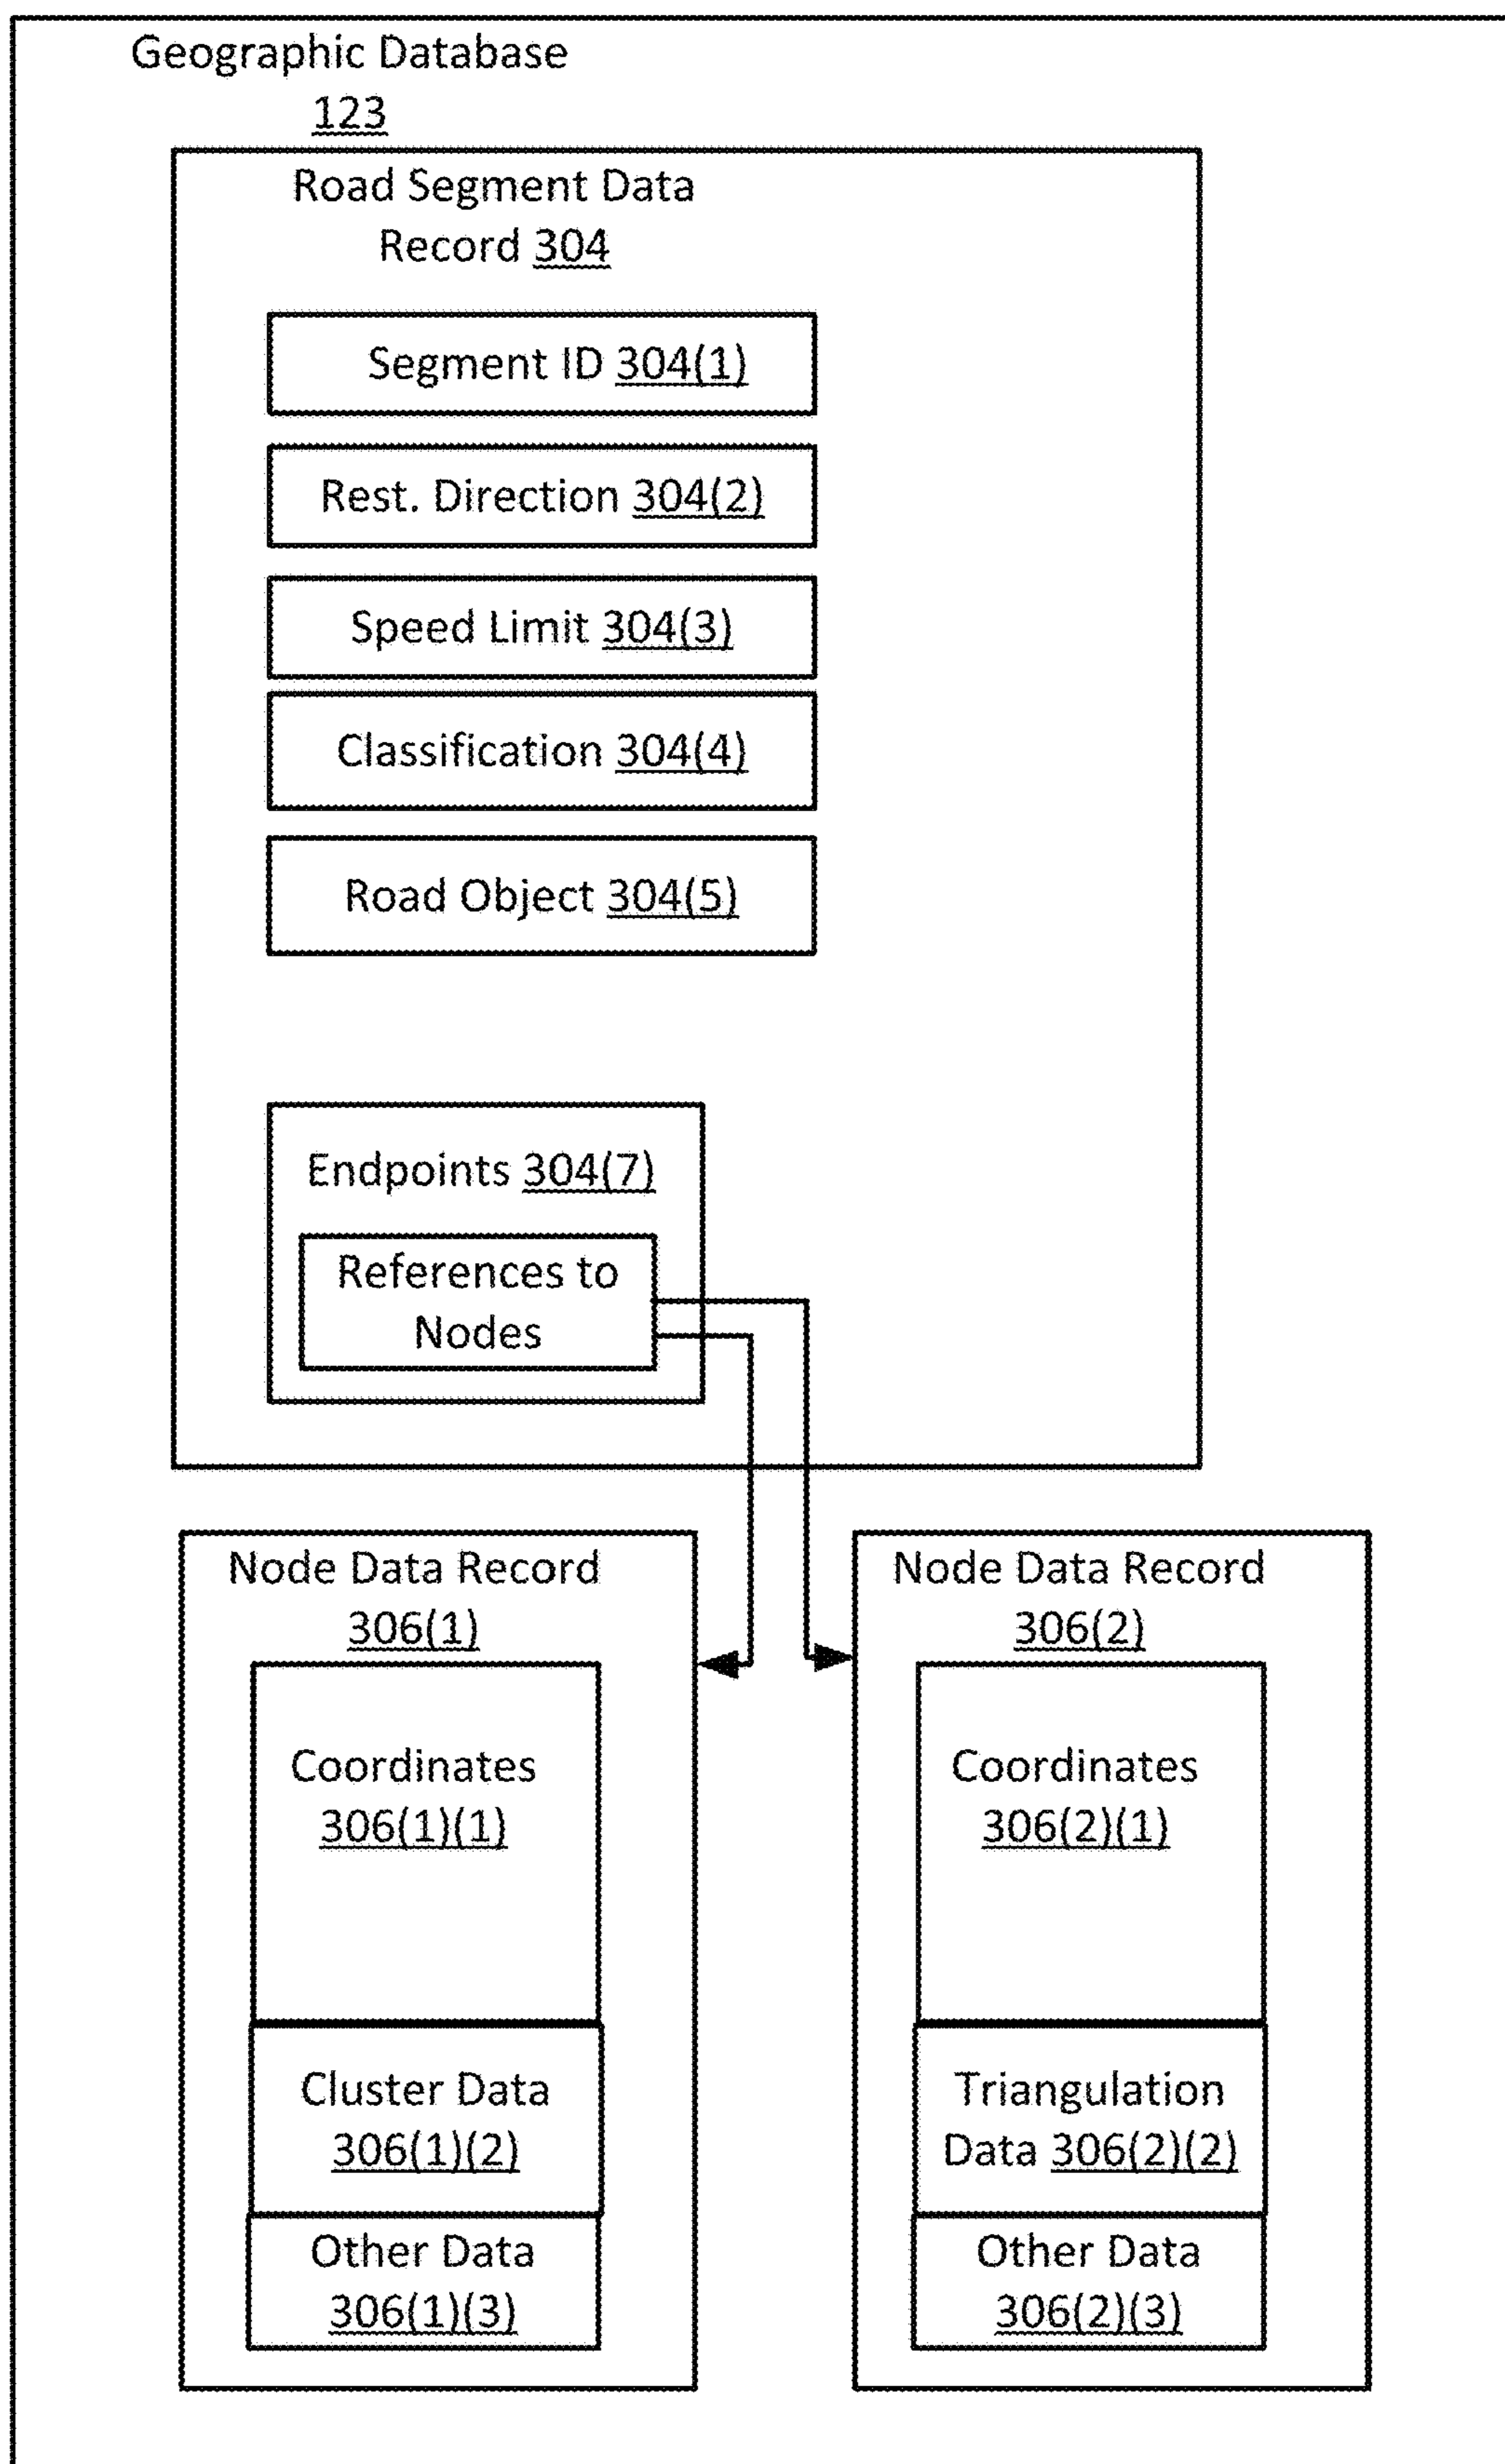 Geographic Database
123
Road Segment Data
Record 304
Segment ID 304(1)
Rest. Direction 304(2)
Speed Limit 304(3)
Classification 304(4)
Road Object 304(5)
Endpoints 304(7)
References to
Nodes
Node Data Record
306(1)
Coordinates
306(1)(1)
Cluster Data
306(1)(2)
Other Data
306(1)(3)
Node Data Record
306(2)
Coordinates
306(2)(1)
Triangulation
Data 306(2)(2)
Other Data
306(2)(3)